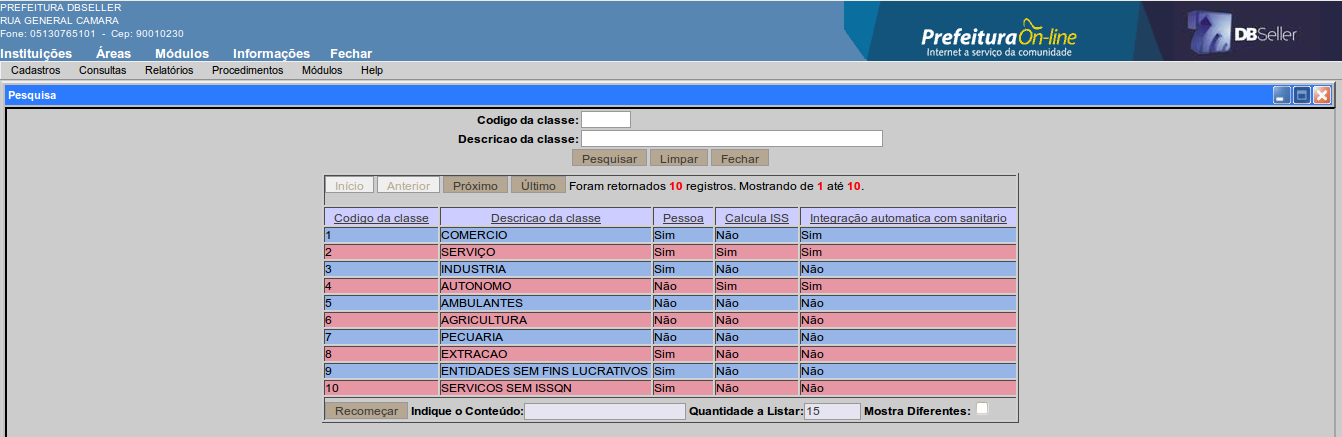 PREFEITURA DBSELLER
RUA GENERAL CAMARA
Fone: 05130765101 - Cep: 90010230
Instituições Áreas Módulos Informações Fechar
Prefeitura On-line
Internet a serviço da comunidade
DBSeller
Cadastros Consultas Relatórios Procedimentos Módulos Help
Pesquisa
Codigo da classe:
Descricao da classe:
Pesquisar Limpar Fechar
Início Anterior Próximo Último Foram retornados 10 registros. Mostrando de 1 até 10.
Codigo da classe Descricao da classe Pessoa Calcula ISS Integração automatica com sanitario
1 COMERCIO Sim Não Sim
2 SERVIÇO Sim Sim Sim
3 INDUSTRIA Sim Não Não
4 AUTONOMO Não Sim Sim
5 AMBULANTES Não Não Não
6 AGRICULTURA Não Não Não
7 PECUARIA Não Não Não
8 EXTRACAO Sim Não Não
9 ENTIDADES SEM FINS LUCRATIVOS Sim Não Não
10 SERVICOS SEM ISSQN Sim Não Não
Recomeçar Indique o Conteúdo: Quantidade a Listar: 15 Mostra Diferentes: